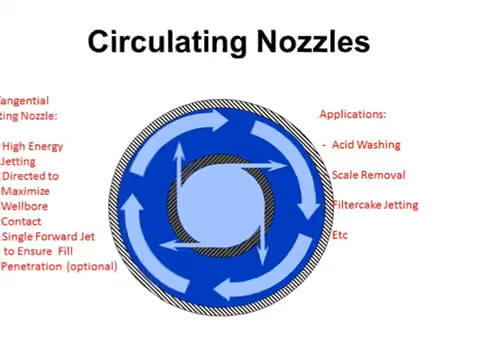 Circulating Nozzles
Tangential
ting Nozzle:
High Energy
Jetting
Directed to
Maximize
Wellbore
Contact
Single Forward Jet
to Ensure Fill
Penetration (optional)
Applications:
- Acid Washing
- Scale Removal
- Filtercake Jetting
- Etc